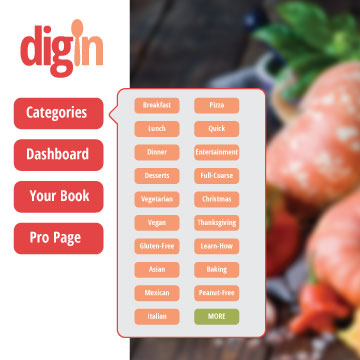 digin
Categories
Dashboard
Your Book
Pro Page
Breakfast
Pizza
Lunch
Quick
Dinner
Entertainment
Desserts
Full-Coarse
Vegetarian
Christmas
Vegan
Thanksgiving
Gluten-Free
Learn-How
Asian
Baking
Mexican
Peanut-Free
Italian
MORE